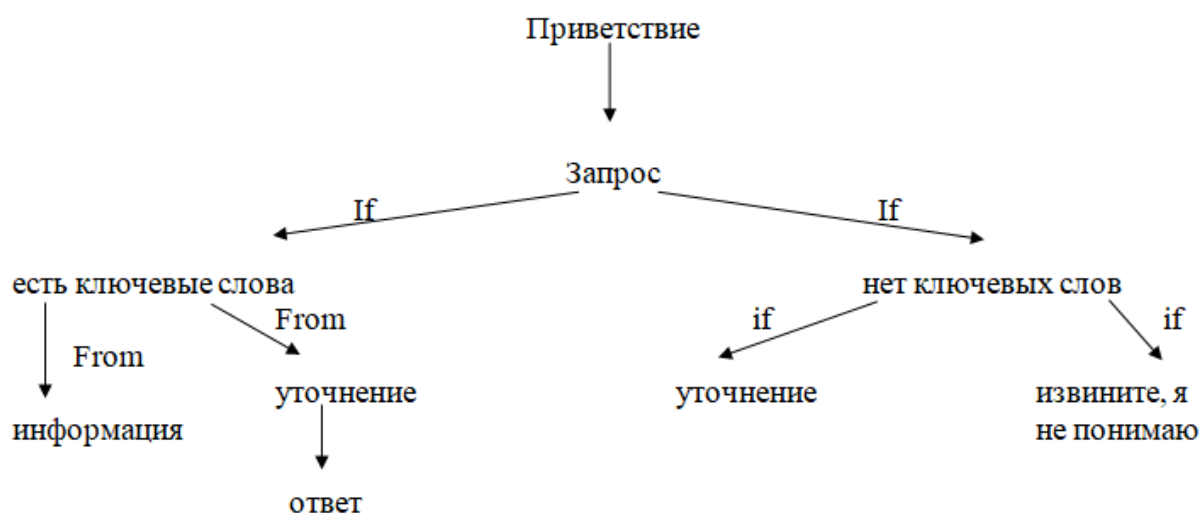 Приветствие
Запрос
If
If
есть ключевые слова
нет ключевых слов
From
if
if
From
уточнение
уточнение
извините, я
не понимаю
информация
ответ